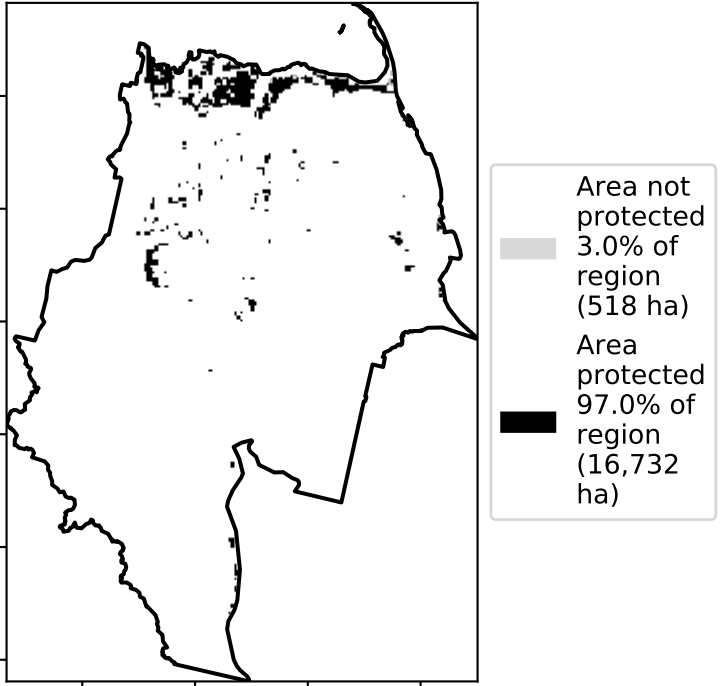 Area not
protected
3.0% of
region
(518 ha)
Area
protected
97.0% of
region
(16,732
ha)